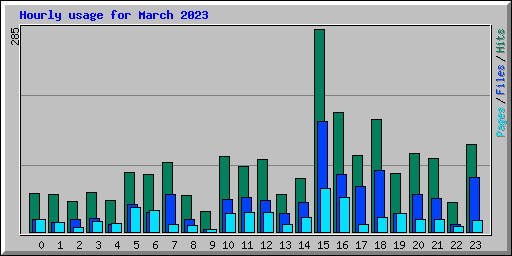 Hourly usage for March 2023
285
Pages/Files/Hits
0 1 2 3 4 5 6 7 8 9 10 11 12 13 14 15 16 17 18 19 20 21 22 23